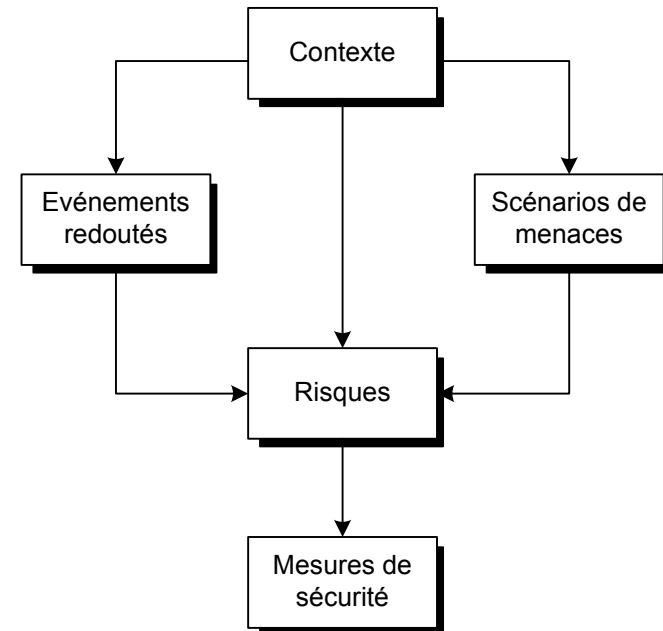 Contexte
Evénements
redoutés
Scénarios de
menaces
Risques
Mesures de
sécurité